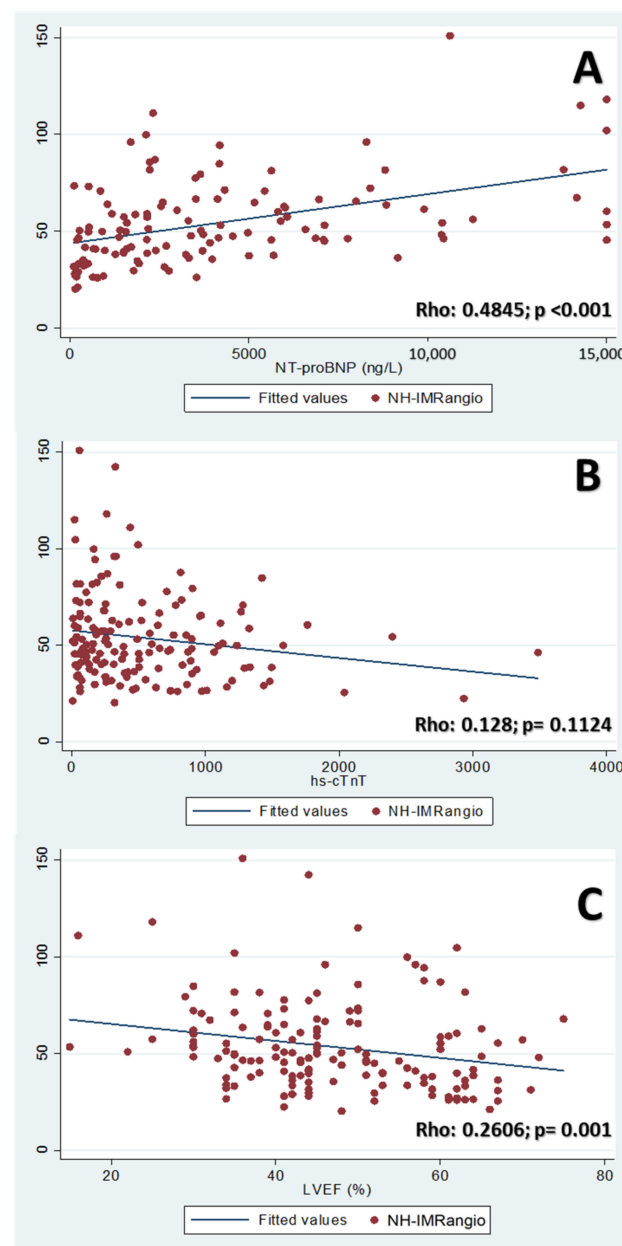 A
150
100
50
0
Rho: 0.4845; p <0.001
0 5000 10,000 15,000
NT-proBNP (ng/L)
Fitted values NH-IMRangio
B
150
100
50
0
Rho: 0.128; p= 0.1124
0 1000 2000 3000 4000
hs-cTnT
Fitted values NH-IMRangio
C
150
100
50
0
Rho: 0.2606; p= 0.001
20 40 60 80
LVEF (%)
Fitted values NH-IMRangio